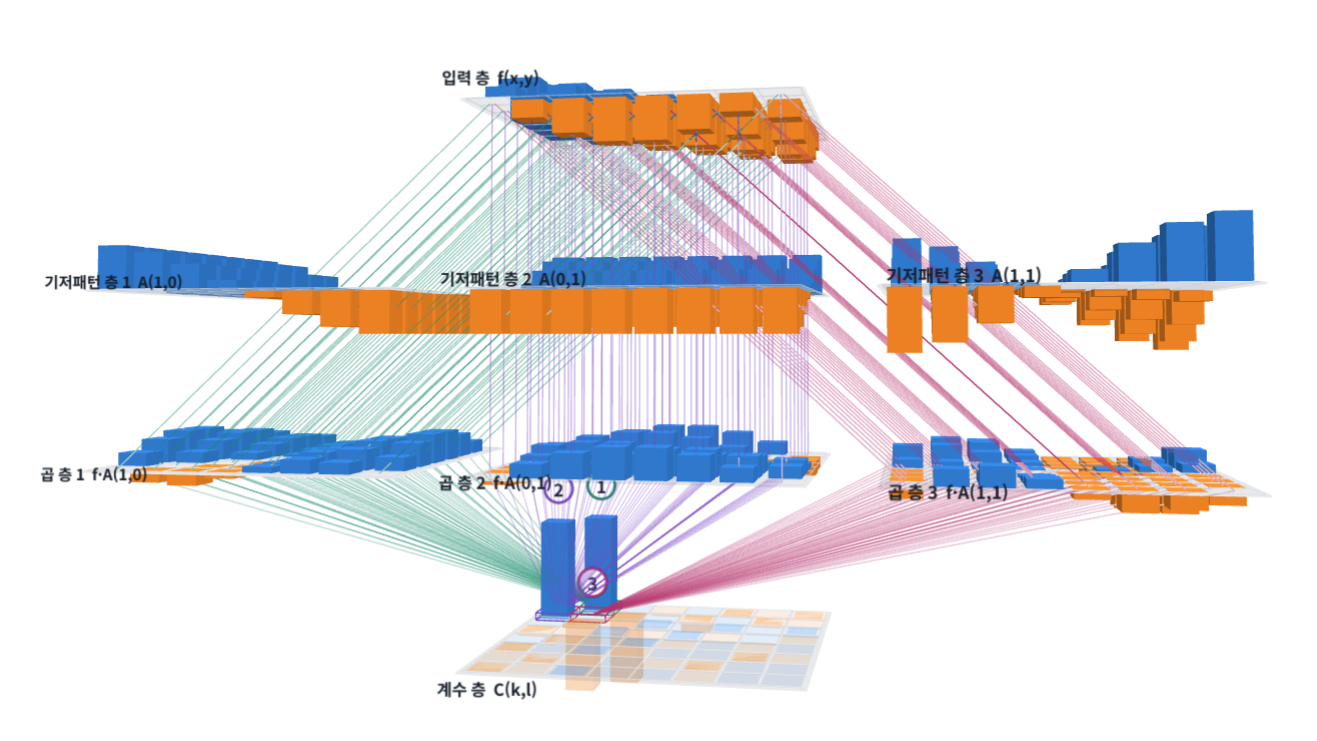 입력 층 f(x,y)
기저패턴 층 1 A(1,0)
기저패턴 층 2 A(0,1)
기저패턴 층 3 A(1,1)
곱 층 1 f·A(1,0)
곱 층 2 f·A(0,1)
곱 층 3 f·A(1,1)
2
1
3
계수 층 C(k,l)